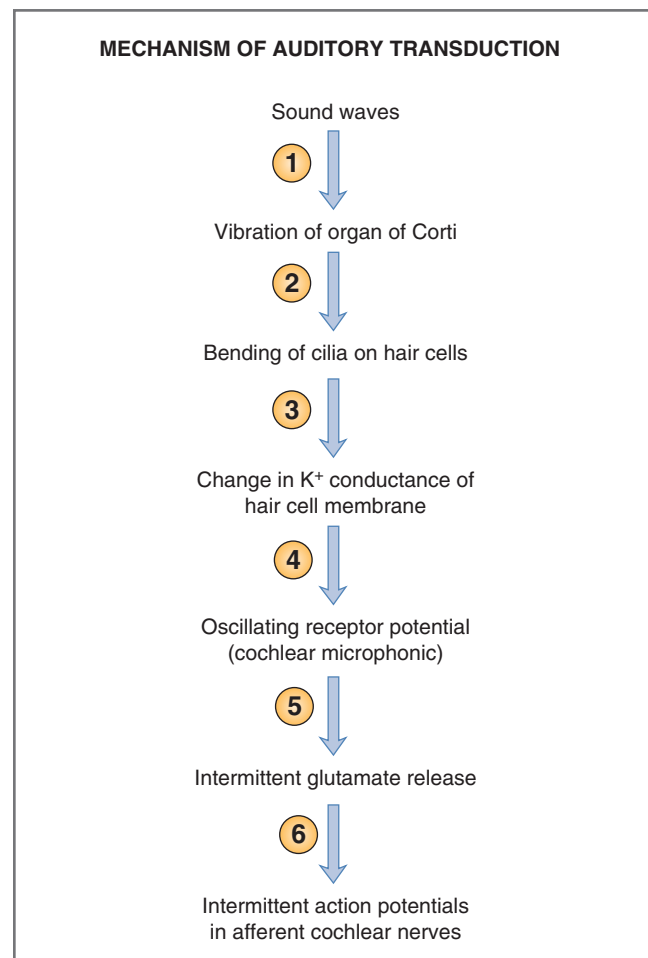 MECHANISM OF AUDITORY TRANSDUCTION
Sound waves
1
Vibration of organ of Corti
2
Bending of cilia on hair cells
3
Change in K⁺ conductance of
hair cell membrane
4
Oscillating receptor potential
(cochlear microphonic)
5
Intermittent glutamate release
6
Intermittent action potentials
in afferent cochlear nerves